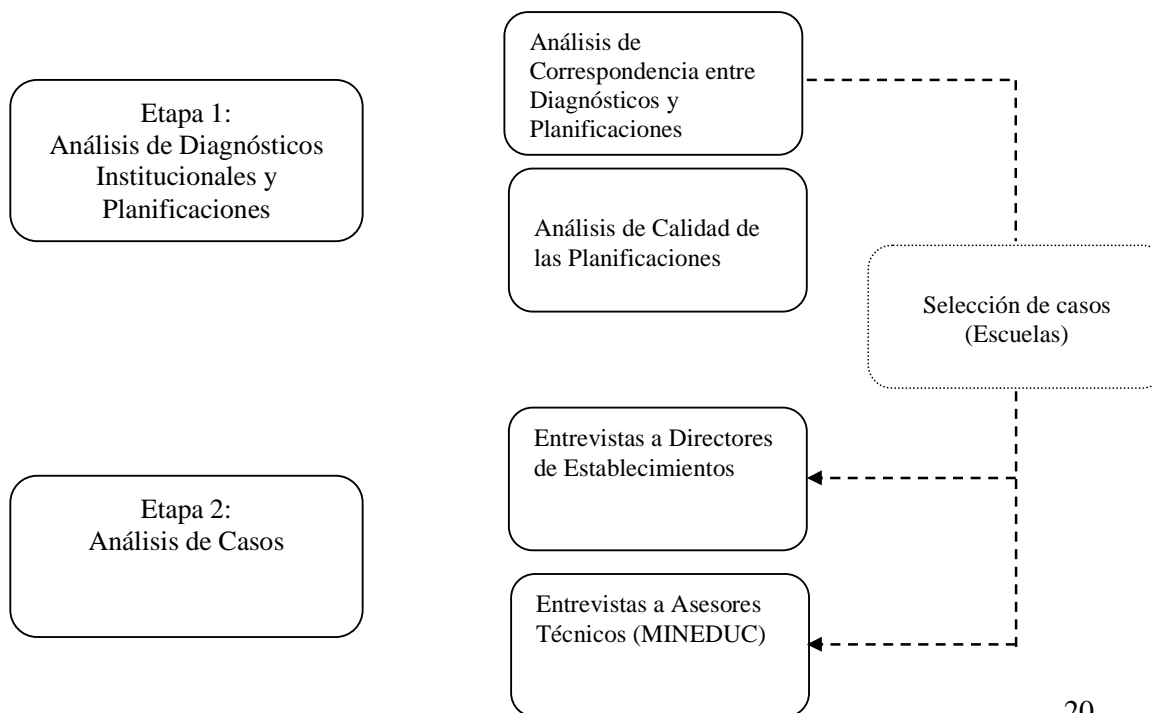 Etapa 1:
Análisis de Diagnósticos
Institucionales y
Planificaciones
Análisis de
Correspondencia entre
Diagnósticos y
Planificaciones
Análisis de Calidad de
las Planificaciones
Selección de casos
(Escuelas)
Etapa 2:
Análisis de Casos
Entrevistas a Directores
de Establecimientos
Entrevistas a Asesores
Técnicos (MINEDUC)
20